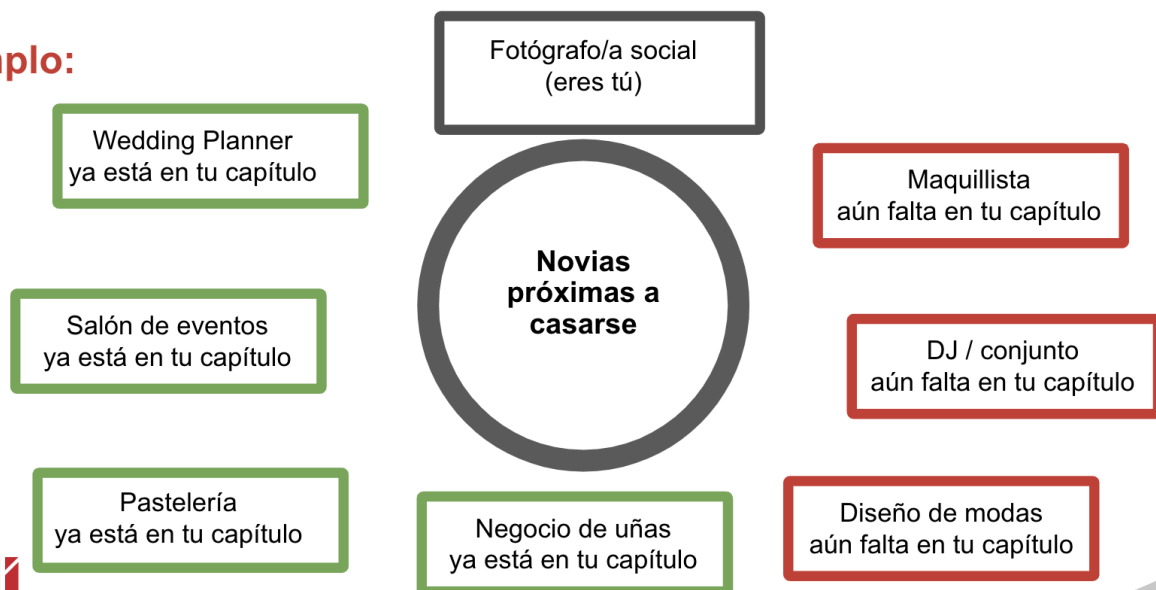 mplo:
Fotógrafo/a social
(eres tú)
Wedding Planner
ya está en tu capítulo
Maquillista
aún falta en tu capítulo
Novias
próximas a
casarse
Salón de eventos
ya está en tu capítulo
DJ / conjunto
aún falta en tu capítulo
Pastelería
ya está en tu capítulo
Negocio de uñas
ya está en tu capítulo
Diseño de modas
aún falta en tu capítulo